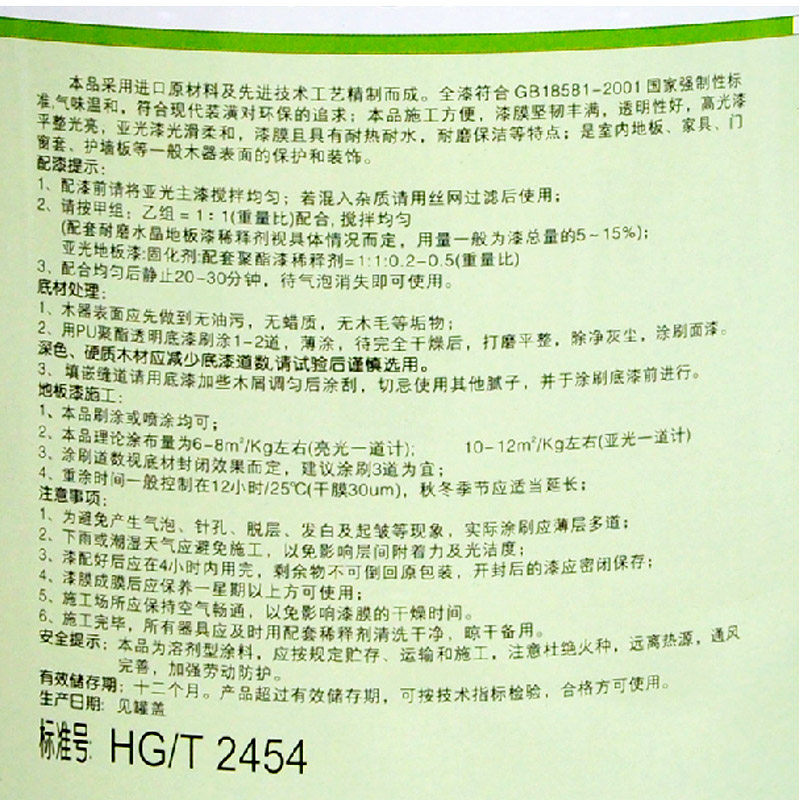 本品采用进口原材料及先进技术工艺精制而成。全漆符合GB18581-2001国家强制性标
准,气味温和，符合现代装潢对环保的追求；本品施工方便，漆膜坚韧丰满，透明性好，高光漆
平整光亮，亚光漆光滑柔和，漆膜且具有耐热耐水，耐磨保洁等特点；是室内地板、家具、门
窗套、护墙板等一般木器表面的保护和装饰。
配漆提示：
1、配漆前请将亚光主漆搅拌均匀；若混入杂质请用丝网过滤后使用；
2、请按甲组：乙组=1：1(重量比)配合,搅拌均匀
(配套耐磨水晶地板漆稀释剂视具体情况而定，用量一般为漆总量的5~15%)；
亚光地板漆:固化剂:配套聚酯漆稀释剂=1:1:0.2-0.5(重量比)
3、配合均匀后静止20-30分钟，待气泡消失即可使用。
底材处理：
1、木器表面应先做到无油污，无蜡质，无木毛等垢物；
2、用PU聚酯透明底漆刷涂1-2道，薄涂，待完全干燥后，打磨平整，除净灰尘，涂刷面漆。
深色、硬质木材应减少底漆道数,请试验后谨慎选用。
3、填嵌缝道请用底漆加些木屑调匀后涂刮，切忌使用其他腻子，并于涂刷底漆前进行。
地板漆施工：
1、本品刷涂或喷涂均可；
2、本品理论涂布量为6-8m²/Kg左右(亮光一道计)； 10-12m²/Kg左右(亚光一道计)
3、涂刷道数视底材封闭效果而定，建议涂刷3道为宜；
4、重涂时间一般控制在12小时/25℃(干膜30um)，秋冬季节应适当延长；
注意事项：
1、为避免产生气泡、针孔、脱层、发白及起皱等现象，实际涂刷应薄层多道；
2、下雨或潮湿天气应避免施工，以免影响层间附着力及光洁度；
3、漆配好后应在4小时内用完，剩余物不可倒回原包装，开封后的漆应密闭保存；
4、漆膜成膜后应保养一星期以上方可使用；
5、施工场所应保持空气畅通，以免影响漆膜的干燥时间。
6、施工完毕，所有器具应及时用配套稀释剂清洗干净，晾干备用。
安全提示：本品为溶剂型涂料，应按规定贮存、运输和施工，注意杜绝火种，远离热源，通风
完善，加强劳动防护。
有效储存期：十二个月。产品超过有效储存期，可按技术指标检验，合格方可使用。
生产日期：见罐盖
标准号: HG/T 2454